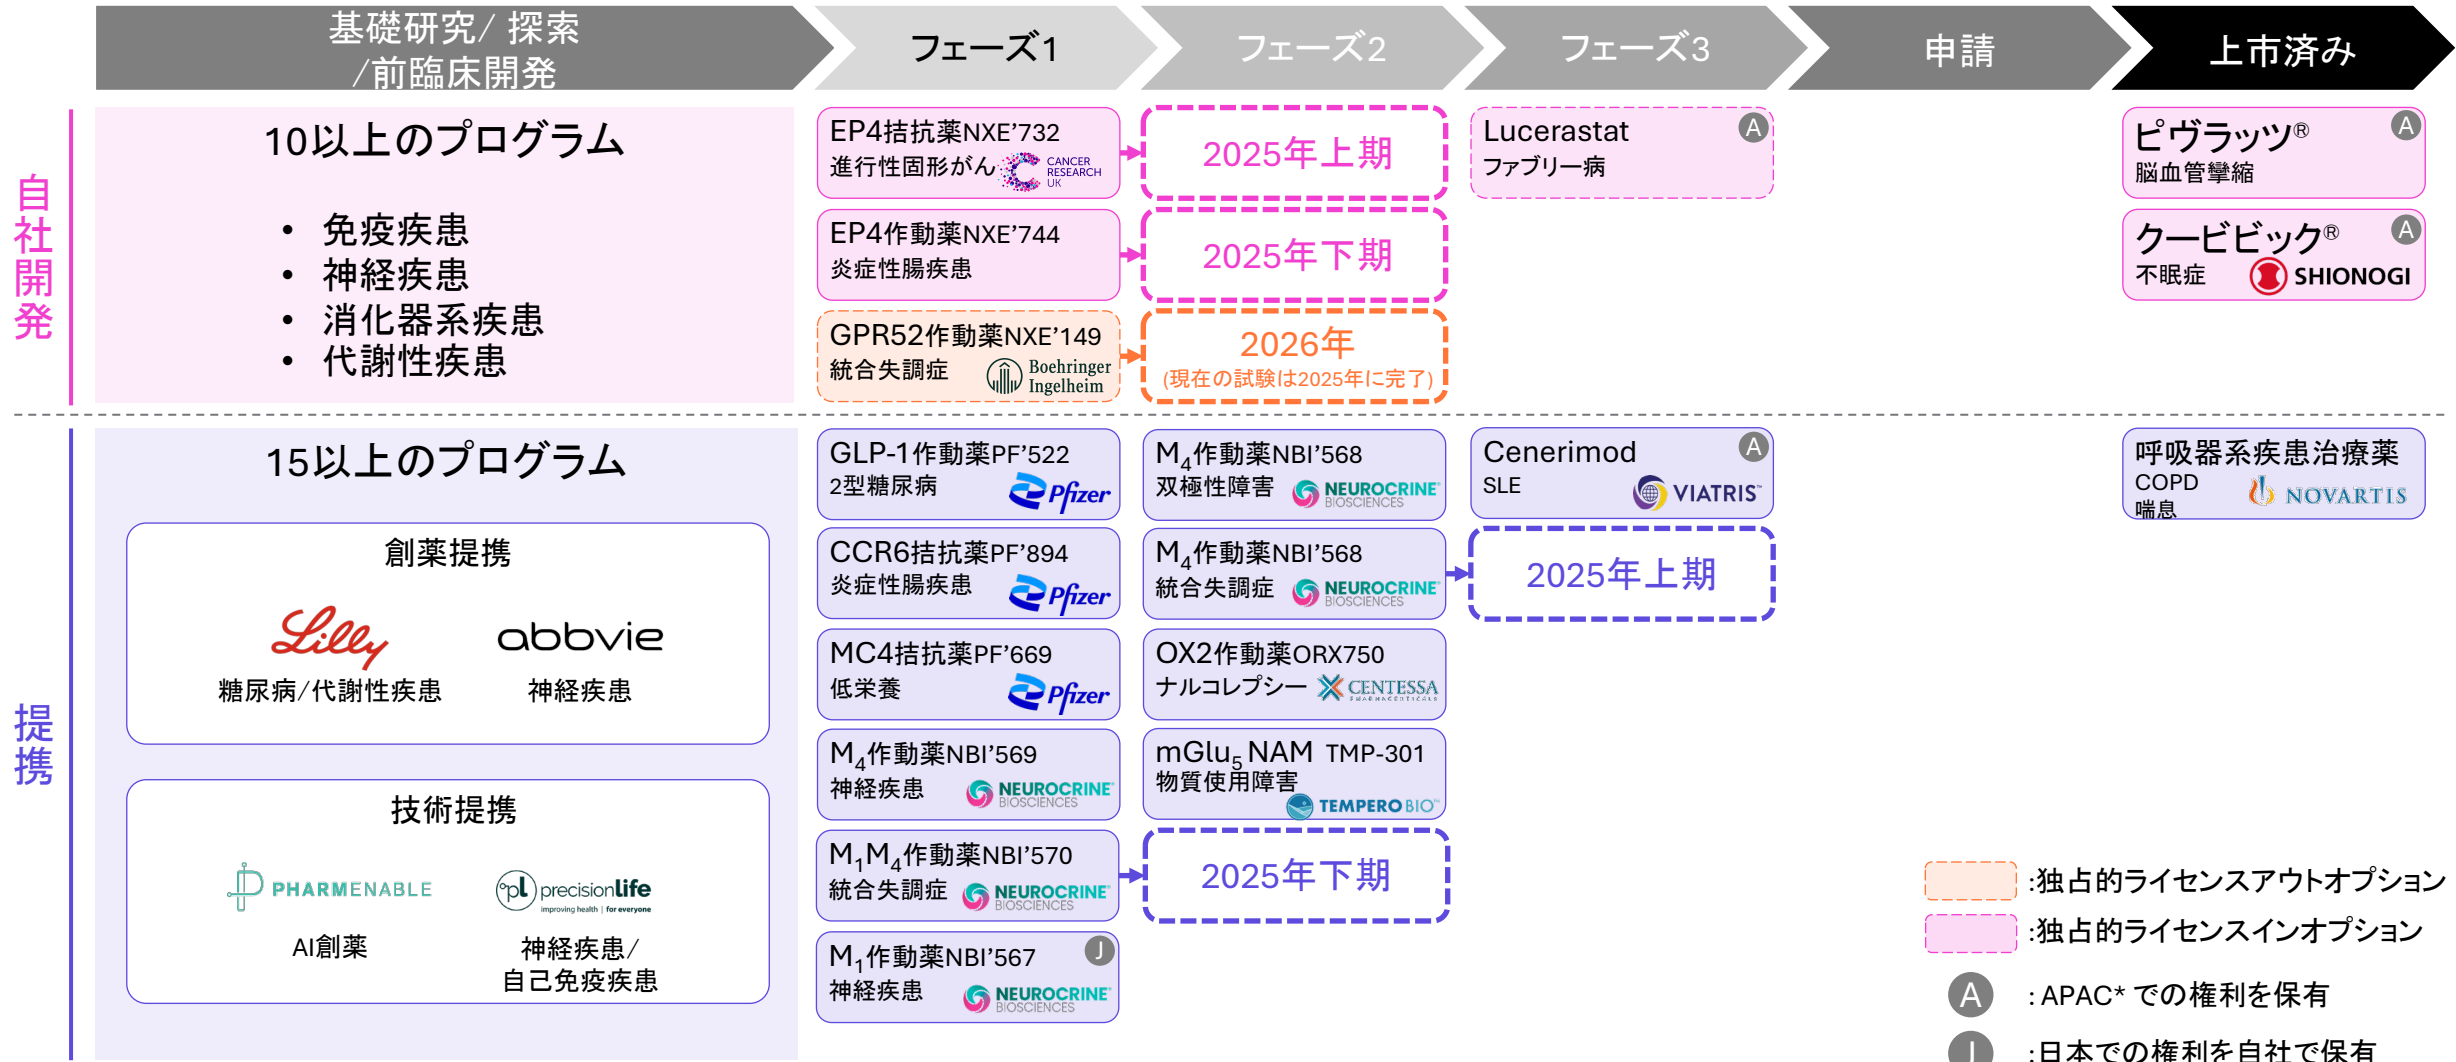 基礎研究/ 探索
/前臨床開発
フェーズ1
フェーズ2
フェーズ3
申請
上市済み
自社開発
10以上のプログラム
• 免疫疾患
• 神経疾患
• 消化器系疾患
• 代謝性疾患
EP4拮抗薬NXE’732
進行性固形がん
CANCER
RESEARCH
UK
2025年上期
Lucerastat
A
ファブリー病
ピヴラッツ®
A
脳血管攣縮
EP4作動薬NXE’744
炎症性腸疾患
2025年下期
クービビック®
A
不眠症
SHIONOGI
GPR52作動薬NXE’149
統合失調症
Boehringer
Ingelheim
2026年
(現在の試験は2025年に完了)
提携
15以上のプログラム
創薬提携
Lilly
abbvie
糖尿病/代謝性疾患
神経疾患
技術提携
PHARMENABLE
pl precisionlife
improving health | for everyone
AI創薬
神経疾患/
自己免疫疾患
GLP-1作動薬PF’522
2型糖尿病
Pfizer
M₄作動薬NBI’568
双極性障害
NEUROCRINE
BIOSCIENCES
Cenerimod
A
SLE
VIATRIS™
呼吸器系疾患治療薬
COPD
喘息
NOVARTIS
CCR6拮抗薬PF’894
炎症性腸疾患
Pfizer
M₄作動薬NBI’568
統合失調症
NEUROCRINE
BIOSCIENCES
2025年上期
MC4拮抗薬PF’669
低栄養
Pfizer
OX2作動薬ORX750
ナルコレプシー
CENTESSA
PHARMACEUTICALS
M₄作動薬NBI’569
神経疾患
NEUROCRINE
BIOSCIENCES
mGlu₅ NAM TMP-301
物質使用障害
TEMPERO BIO™
M₁M₄作動薬NBI’570
統合失調症
NEUROCRINE
BIOSCIENCES
2025年下期
M₁作動薬NBI’567
J
神経疾患
NEUROCRINE
BIOSCIENCES
:独占的ライセンスアウトオプション
:独占的ライセンスインオプション
A : APAC* での権利を保有
J :日本での権利を自社で保有